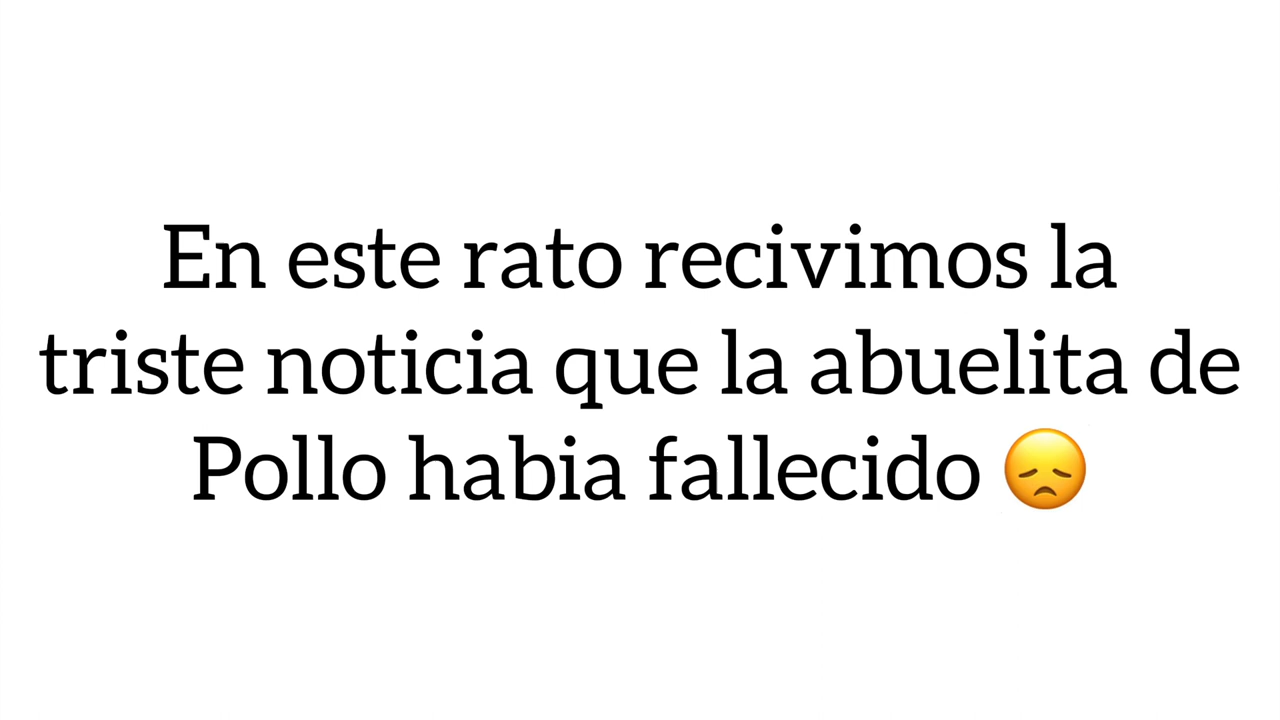 En este rato recivimos la
triste noticia que la abuelita de
Pollo habia fallecido 😞